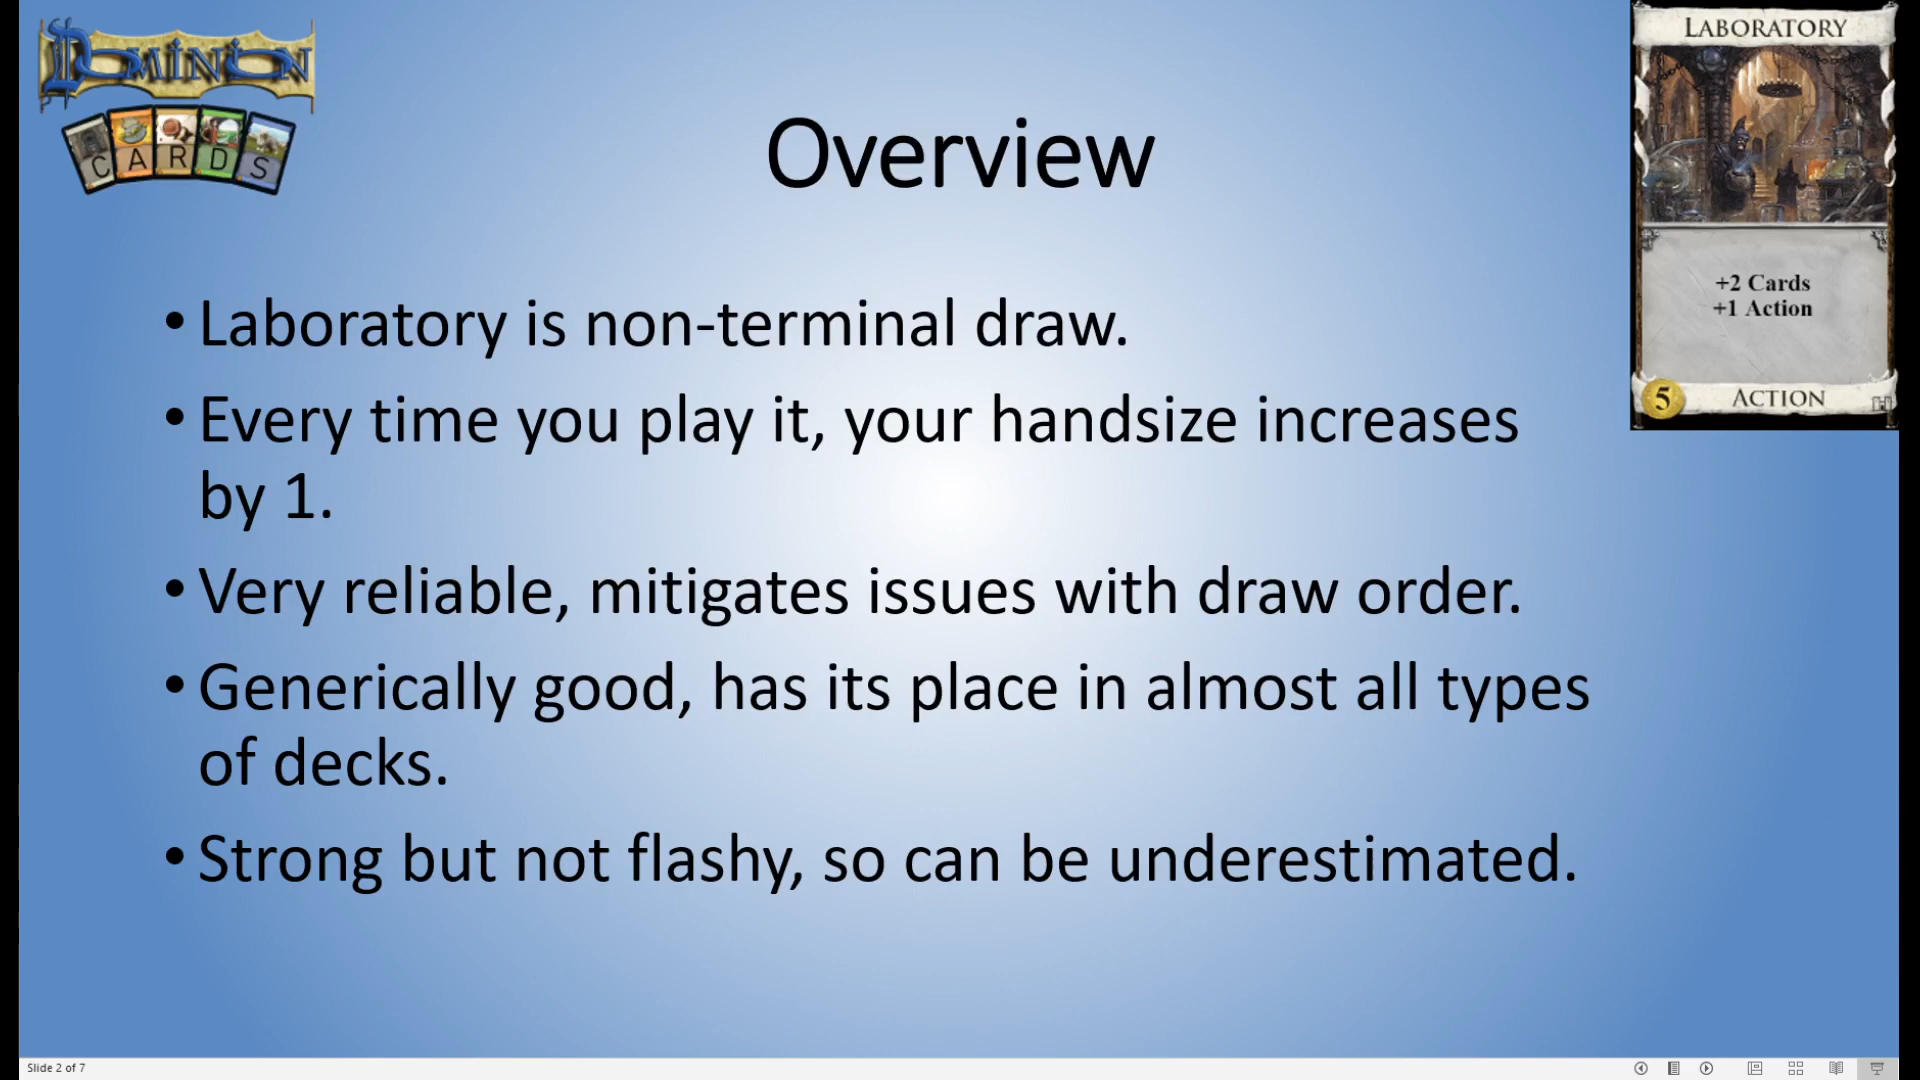 DOMINION
CARDS
LABORATORY
+2 Cards
+1 Action
5
ACTION
Overview
• Laboratory is non-terminal draw.
• Every time you play it, your handsize increases
by 1.
• Very reliable, mitigates issues with draw order.
• Generically good, has its place in almost all types
of decks.
• Strong but not flashy, so can be underestimated.
Slide 2 of 7